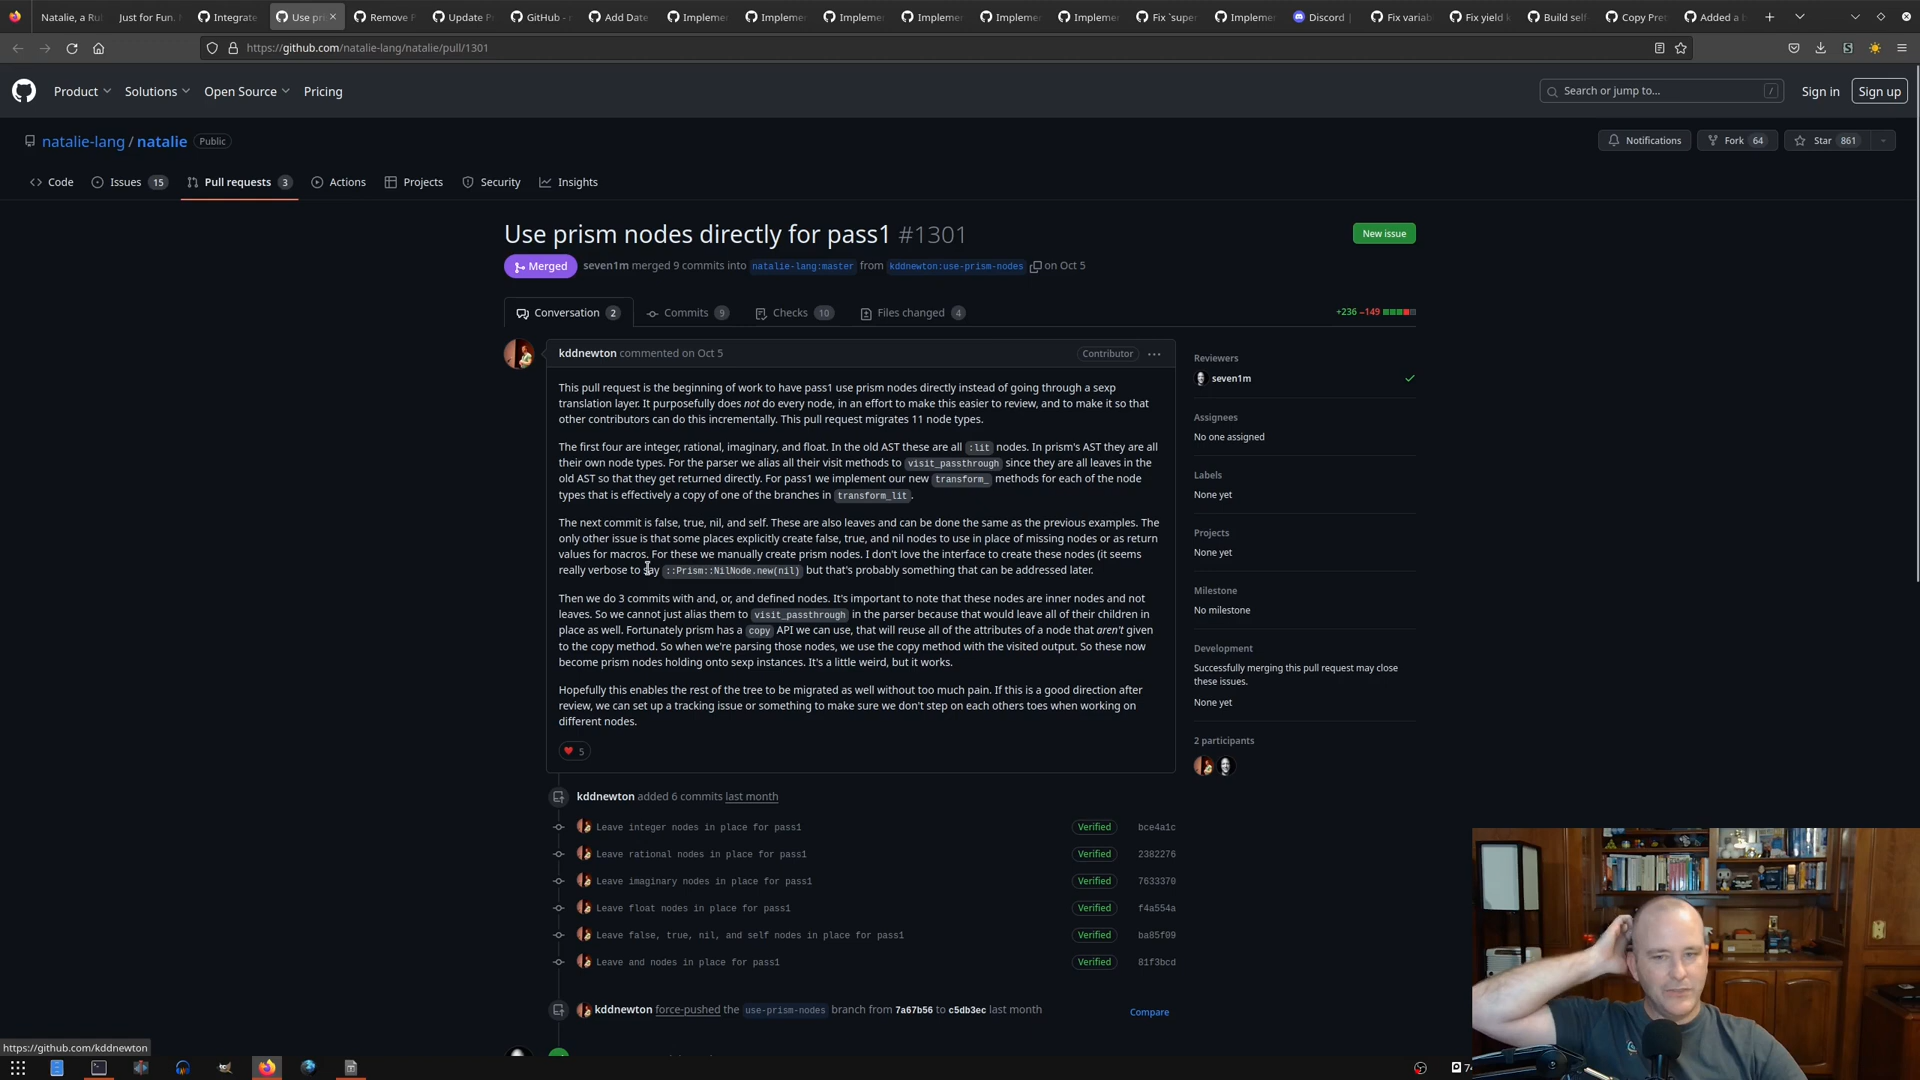 Natalie, a Ru
Just for Fun.
Integrate
Use pri
Remove F
Update P
GitHub -
Add Date
Implemer
Implemer
Implemer
Implemer
Implemer
Implemer
Fix `super
Implemer
Discord |
Fix variab
Fix yield
Build self
Copy Pret
Added a b
https://github.com/natalie-lang/natalie/pull/1301
Product
Solutions
Open Source
Pricing
Search or jump to...
/
Sign in
Sign up
natalie-lang / natalie
Public
Notifications
Fork 64
Star 861
Code
Issues 15
Pull requests 3
Actions
Projects
Security
Insights
Use prism nodes directly for pass1 #1301
New issue
Merged
seven1m merged 9 commits into natalie-lang:master from kddnewton:use-prism-nodes on Oct 5
Conversation 2
Commits 9
Checks 10
Files changed 4
+236 −149
kddnewton commented on Oct 5
Contributor
This pull request is the beginning of work to have pass1 use prism nodes directly instead of going through a sexp
translation layer. It purposefully does not do every node, in an effort to make this easier to review, and to make it so that
other contributors can do this incrementally. This pull request migrates 11 node types.
The first four are integer, rational, imaginary, and float. In the old AST these are all :lit nodes. In prism's AST they are all
their own node types. For the parser we alias all their visit methods to visit_passthrough since they are all leaves in the
old AST so that they get returned directly. For pass1 we implement our new transform_ methods for each of the node
types that is effectively a copy of one of the branches in transform_lit.
The next commit is false, true, nil, and self. These are also leaves and can be done the same as the previous examples. The
only other issue is that some places explicitly create false, true, and nil nodes to use in place of missing nodes or as return
values for macros. For these we manually create prism nodes. I don't love the interface to create these nodes (it seems
really verbose to say ::Prism::NilNode.new(nil) but that's probably something that can be addressed later.
Then we do 3 commits with and, or, and defined nodes. It's important to note that these nodes are inner nodes and not
leaves. So we cannot just alias them to visit_passthrough in the parser because that would leave all of their children in
place as well. Fortunately prism has a copy API we can use, that will reuse all of the attributes of a node that aren't given
to the copy method. So when we're parsing those nodes, we use the copy method with the visited output. So these now
become prism nodes holding onto sexp instances. It's a little weird, but it works.
Hopefully this enables the rest of the tree to be migrated as well without too much pain. If this is a good direction after
review, we can set up a tracking issue or something to make sure we don't step on each others toes when working on
different nodes.
5
Reviewers
seven1m
Assignees
No one assigned
Labels
None yet
Projects
None yet
Milestone
No milestone
Development
Successfully merging this pull request may close
these issues.
None yet
2 participants
kddnewton added 6 commits last month
Leave integer nodes in place for pass1 Verified bce4a1c
Leave rational nodes in place for pass1 Verified 2382276
Leave imaginary nodes in place for pass1 Verified 7633370
Leave float nodes in place for pass1 Verified f4a554a
Leave false, true, nil, and self nodes in place for pass1 Verified ba85f09
Leave and nodes in place for pass1 Verified 81f3bcd
kddnewton force-pushed the use-prism-nodes branch from 7a67b56 to c5db3ec last month
Compare
https://github.com/kddnewton
74